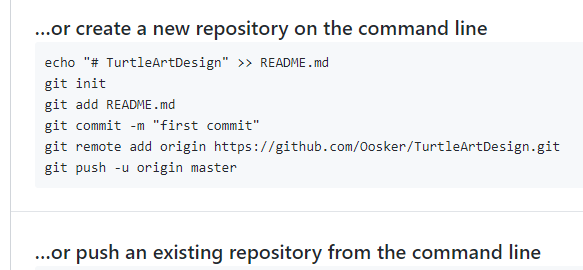 ...or create a new repository on the command line
echo "# TurtleArtDesign" >> README.md
git init
git add README.md
git commit -m "first commit"
git remote add origin https://github.com/Oosker/TurtleArtDesign.git
git push -u origin master
...or push an existing repository from the command line